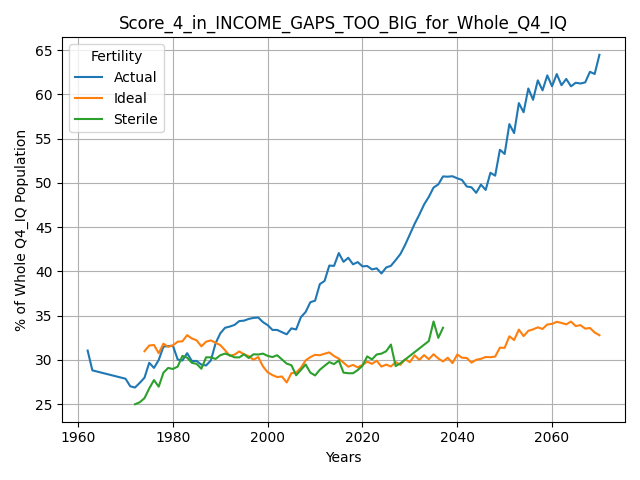 Score_4_in_INCOME_GAPS_TOO_BIG_for_Whole_Q4_IQ
Fertility
Actual
Ideal
Sterile
% of Whole Q4_IQ Population
65
60
55
50
45
40
35
30
25
1960
1980
2000
2020
2040
2060
Years